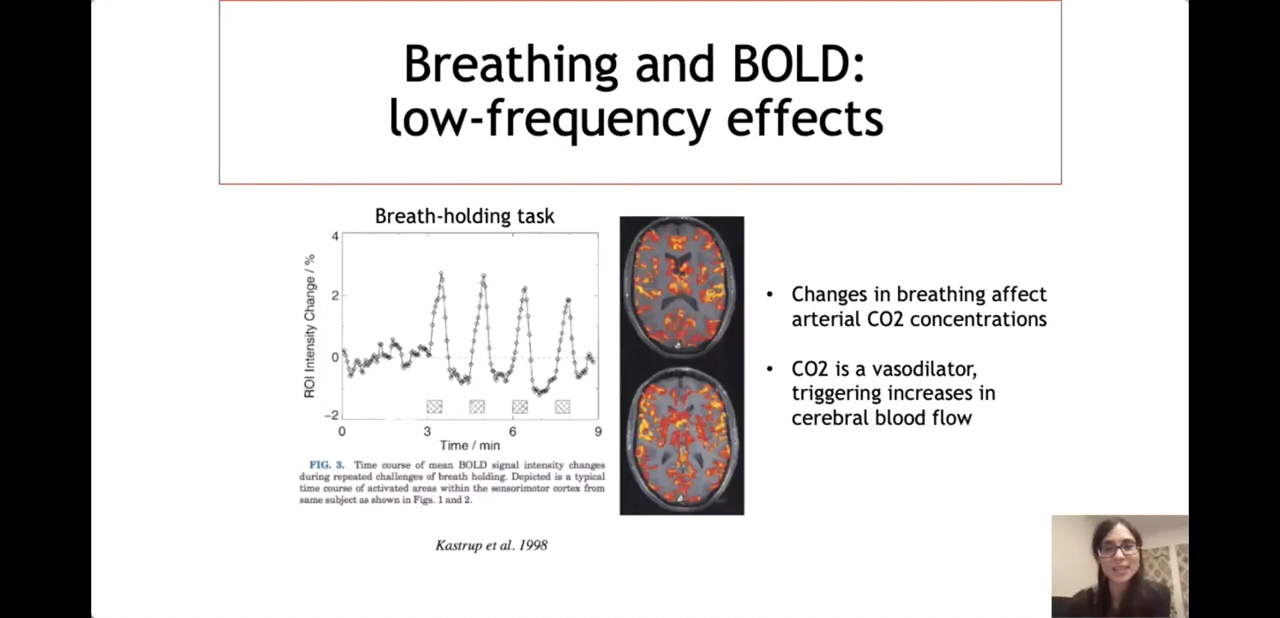 Breathing and BOLD:
low-frequency effects
Breath-holding task
4
2
0
−2
ROI Intensity Change / %
0
3
6
9
Time / min
FIG. 3. Time course of mean BOLD signal intensity changes
during repeated challenges of breath holding. Depicted is a typical
time course of activated areas within the sensorimotor cortex from
same subject as shown in Figs. 1 and 2.
Kastrup et al. 1998
• Changes in breathing affect
arterial CO2 concentrations
• CO2 is a vasodilator,
triggering increases in
cerebral blood flow